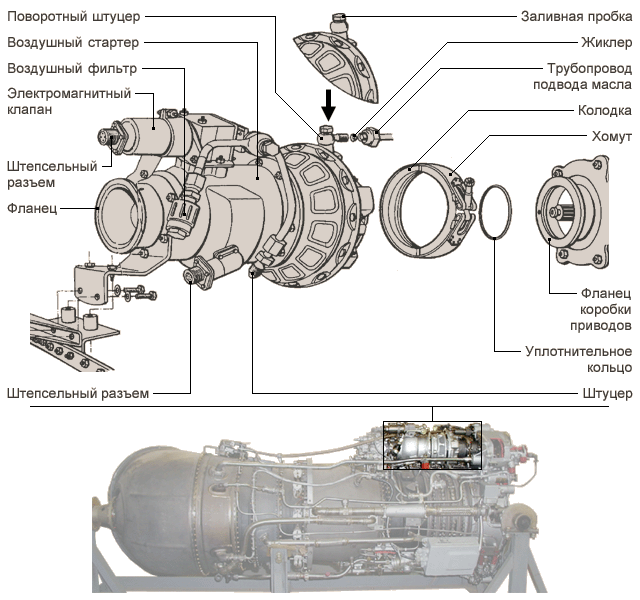 Поворотный штуцер
Воздушный стартер
Воздушный фильтр
Электромагнитный
клапан
Штепсельный
разъем
Фланец
Штепсельный разъем
Заливная пробка
Жиклер
Трубопровод
подвода масла
Колодка
Хомут
Фланец
коробки
приводов
Уплотнительное
кольцо
Штуцер